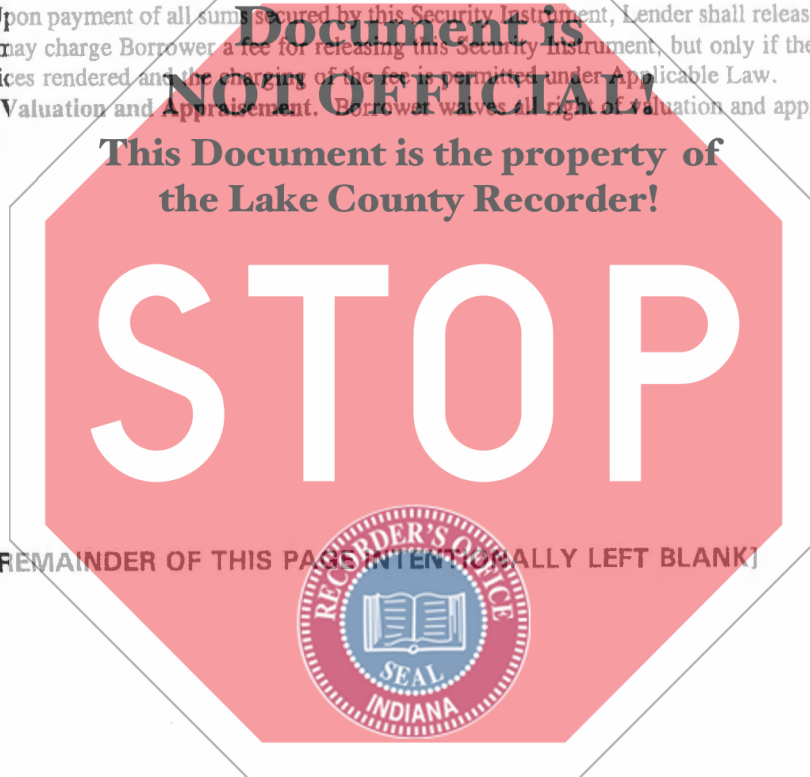 Upon payment of all sums secured by this Security Instrument, Lender shall releas
may charge Borrower a fee for releasing this Security Instrument, but only if the
ices rendered and the charging of the fee is permitted under Applicable Law.
Valuation and Appraisement. Borrower waives all right of valuation and app
Document is
NOT OFFICIAL!
This Document is the property of
the Lake County Recorder!
STOP
REMAINDER OF THIS PAGE INTENTIONALLY LEFT BLANK]
RECORDER'S OFFICE
SEAL
INDIANA